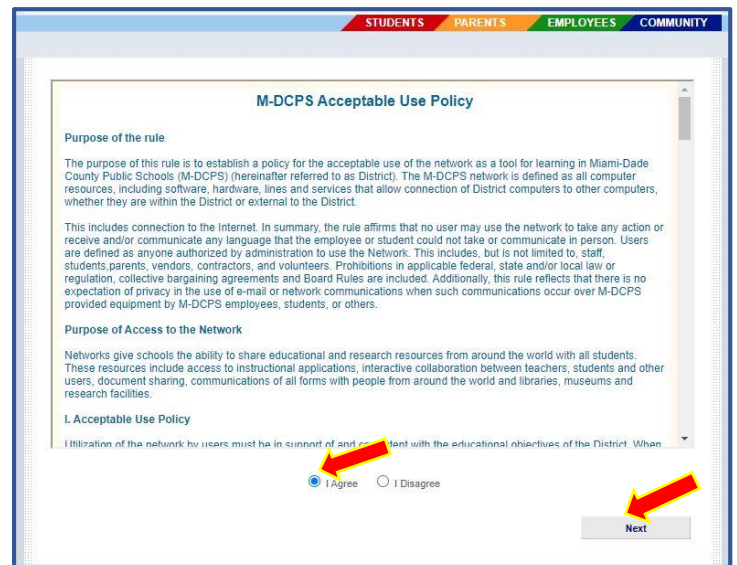 STUDENTS PARENTS EMPLOYEES COMMUNITY
M-DCPS Acceptable Use Policy
Purpose of the rule
The purpose of this rule is to establish a policy for the acceptable use of the network as a tool for learning in Miami-Dade
County Public Schools (M-DCPS) (hereinafter referred to as District). The M-DCPS network is defined as all computer
resources, including software, hardware, lines and services that allow connection of District computers to other computers,
whether they are within the District or external to the District.
This includes connection to the Internet. In summary, the rule affirms that no user may use the network to take any action or
receive and/or communicate any language that the employee or student could not take or communicate in person. Users
are defined as anyone authorized by administration to use the Network. This includes, but is not limited to, staff,
students,parents, vendors, contractors, and volunteers. Prohibitions in applicable federal, state and/or local law or
regulation, collective bargaining agreements and Board Rules are included. Additionally, this rule reflects that there is no
expectation of privacy in the use of e-mail or network communications when such communications occur over M-DCPS
provided equipment by M-DCPS employees, students, or others.
Purpose of Access to the Network
Networks give schools the ability to share educational and research resources from around the world with all students.
These resources include access to instructional applications, interactive collaboration between teachers, students and other
users, document sharing, communications of all forms with people from around the world and libraries, museums and
research facilities.
I. Acceptable Use Policy
Utilization of the network by users must be in support of and with the educational objectives of the District. When
I Agree I Disagree
Next